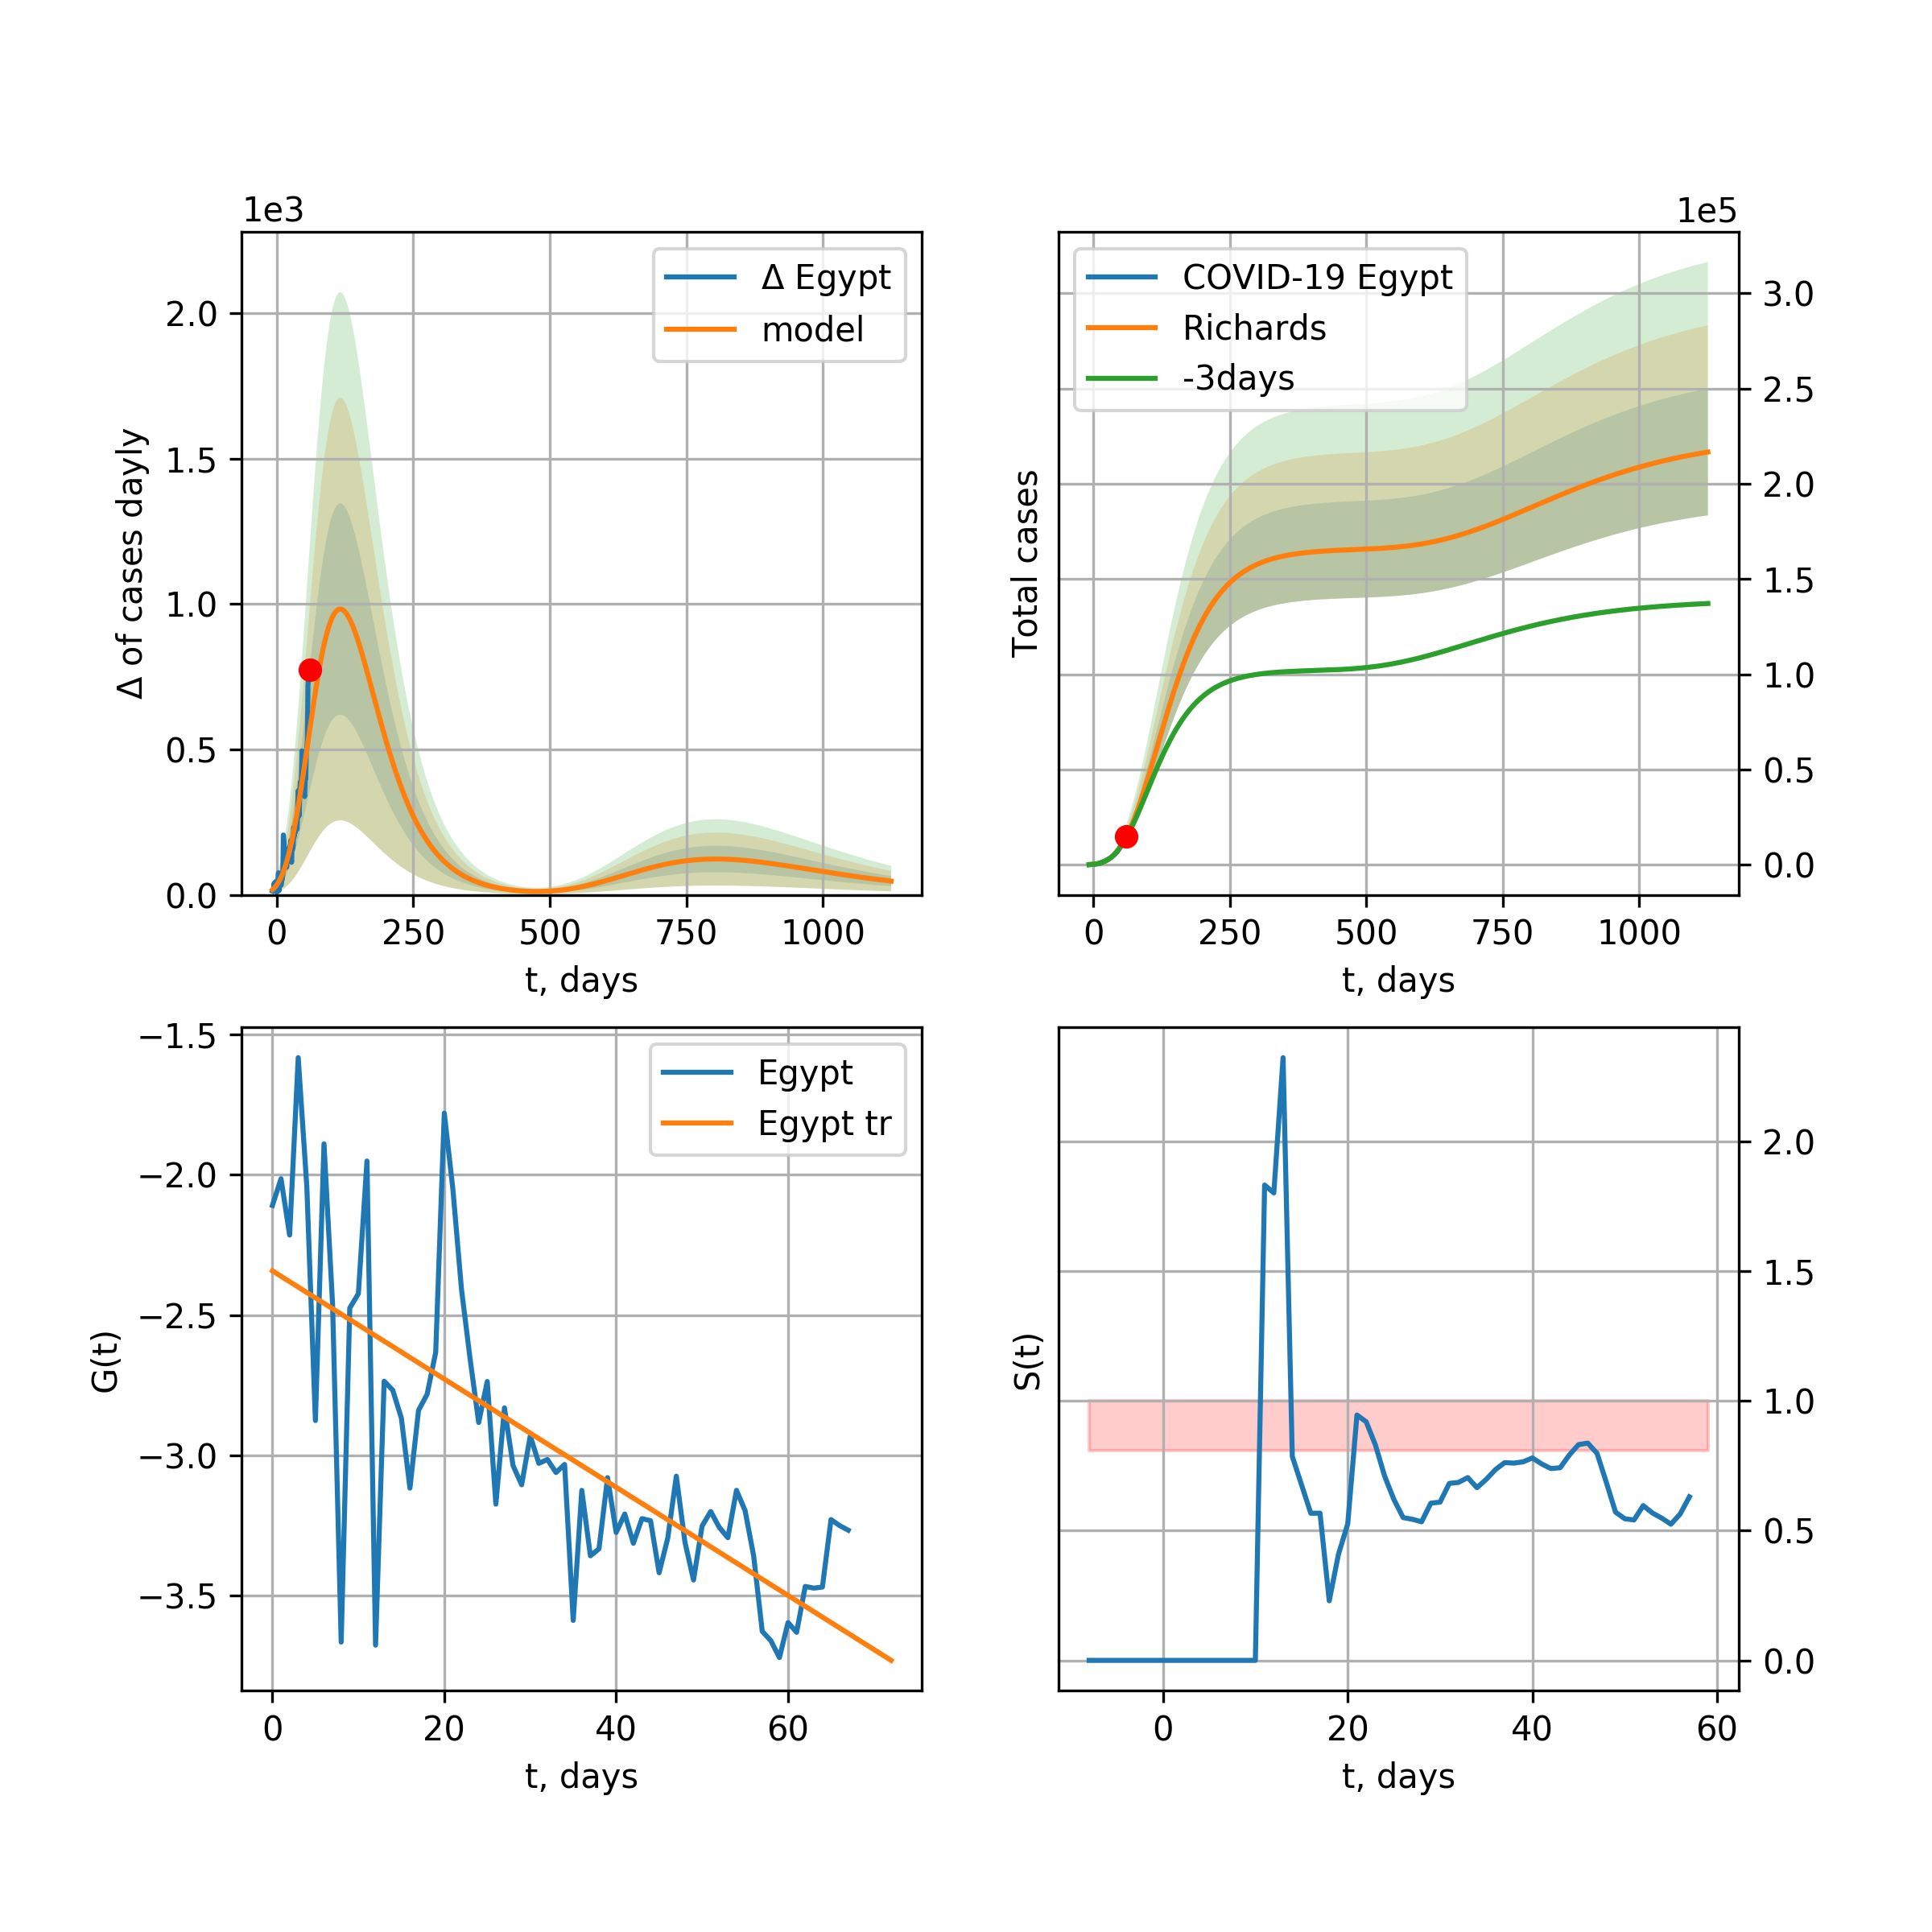 1e3
Δ of cases dayly
2.0
1.5
1.0
0.5
0.0
Δ Egypt
model
0 250 500 750 1000
t, days
1e5
Total cases
COVID-19 Egypt
Richards
-3days
3.0
2.5
2.0
1.5
1.0
0.5
0.0
0 250 500 750 1000
t, days
G(t)
−1.5
−2.0
−2.5
−3.0
−3.5
Egypt
Egypt tr
0 20 40 60
t, days
S(t)
2.0
1.5
1.0
0.5
0.0
0 20 40 60
t, days